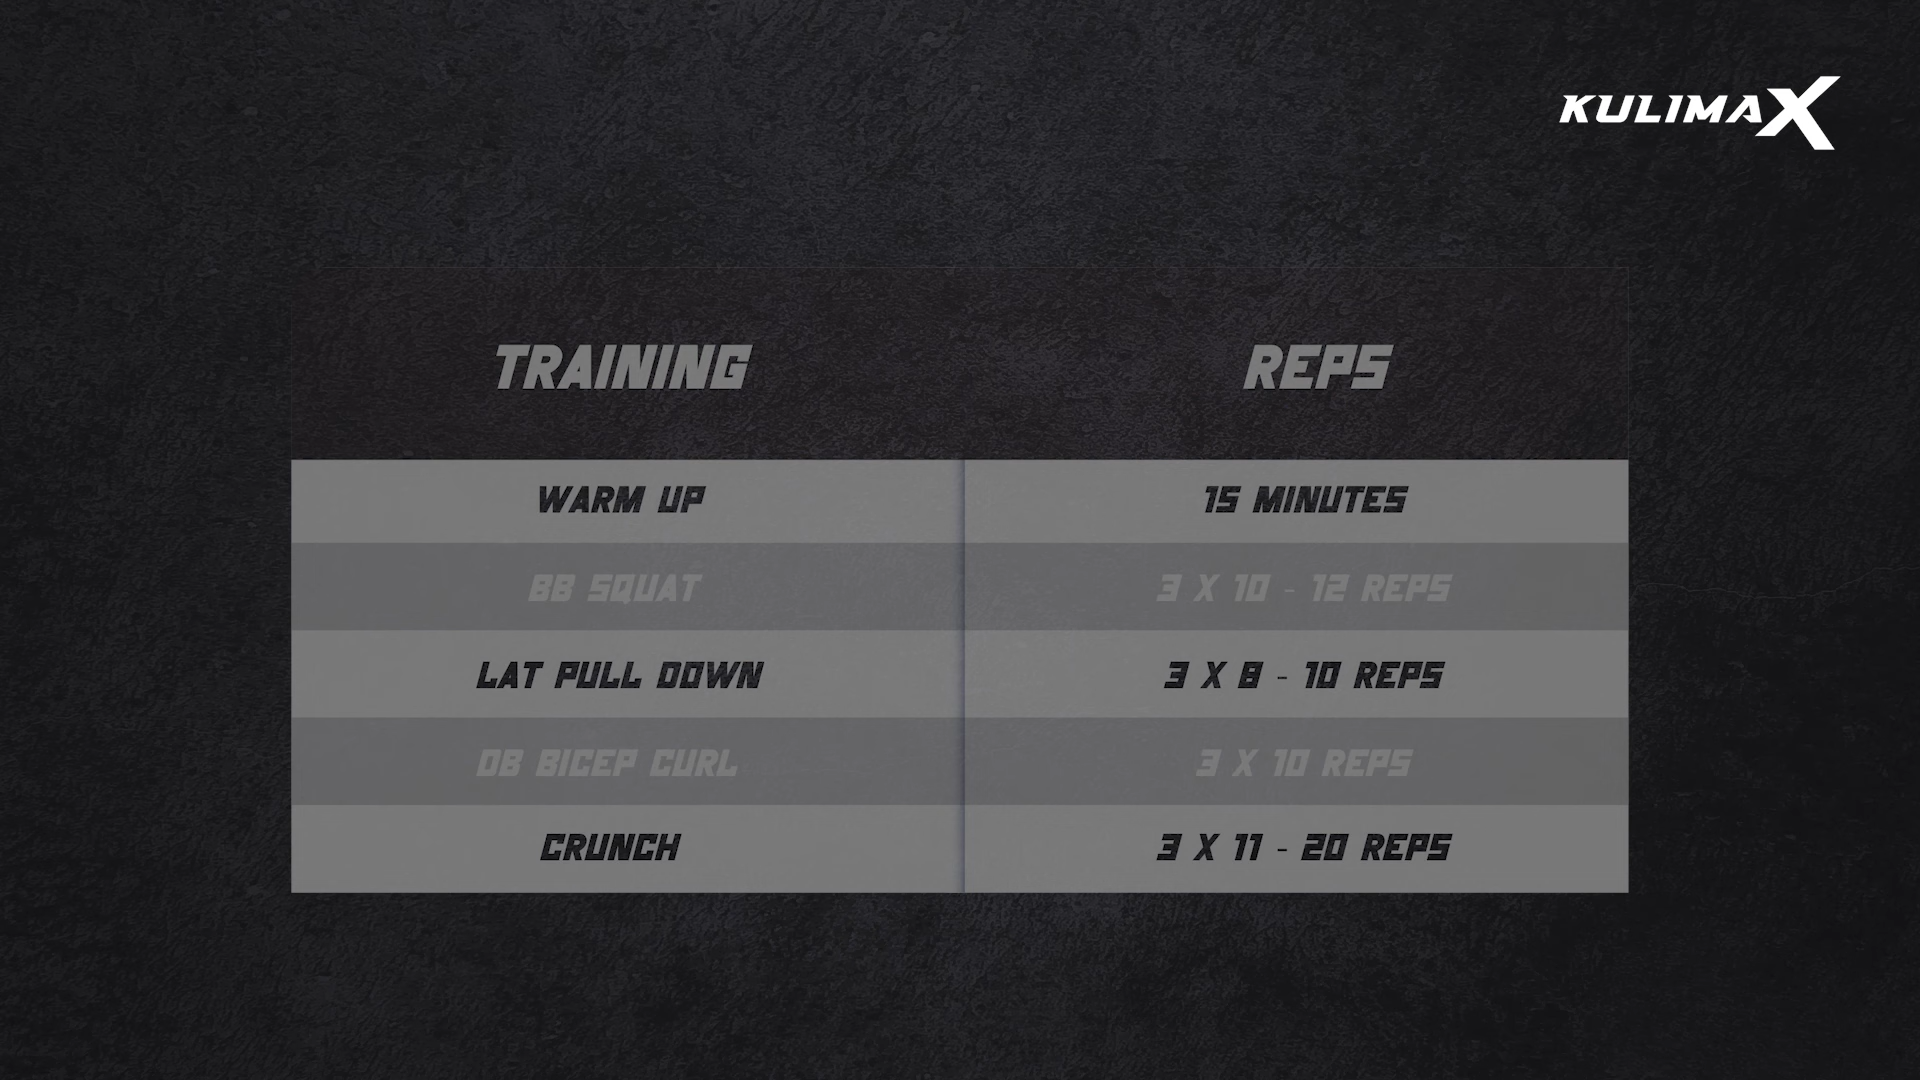 KULIMAX
TRAINING REPS
WARM UP 15 MINUTES
BB SQUAT 3 X 10 - 12 REPS
LAT PULL DOWN 3 X 8 - 10 REPS
DB BICEP CURL 3 X 10 REPS
CRUNCH 3 X 11 - 20 REPS